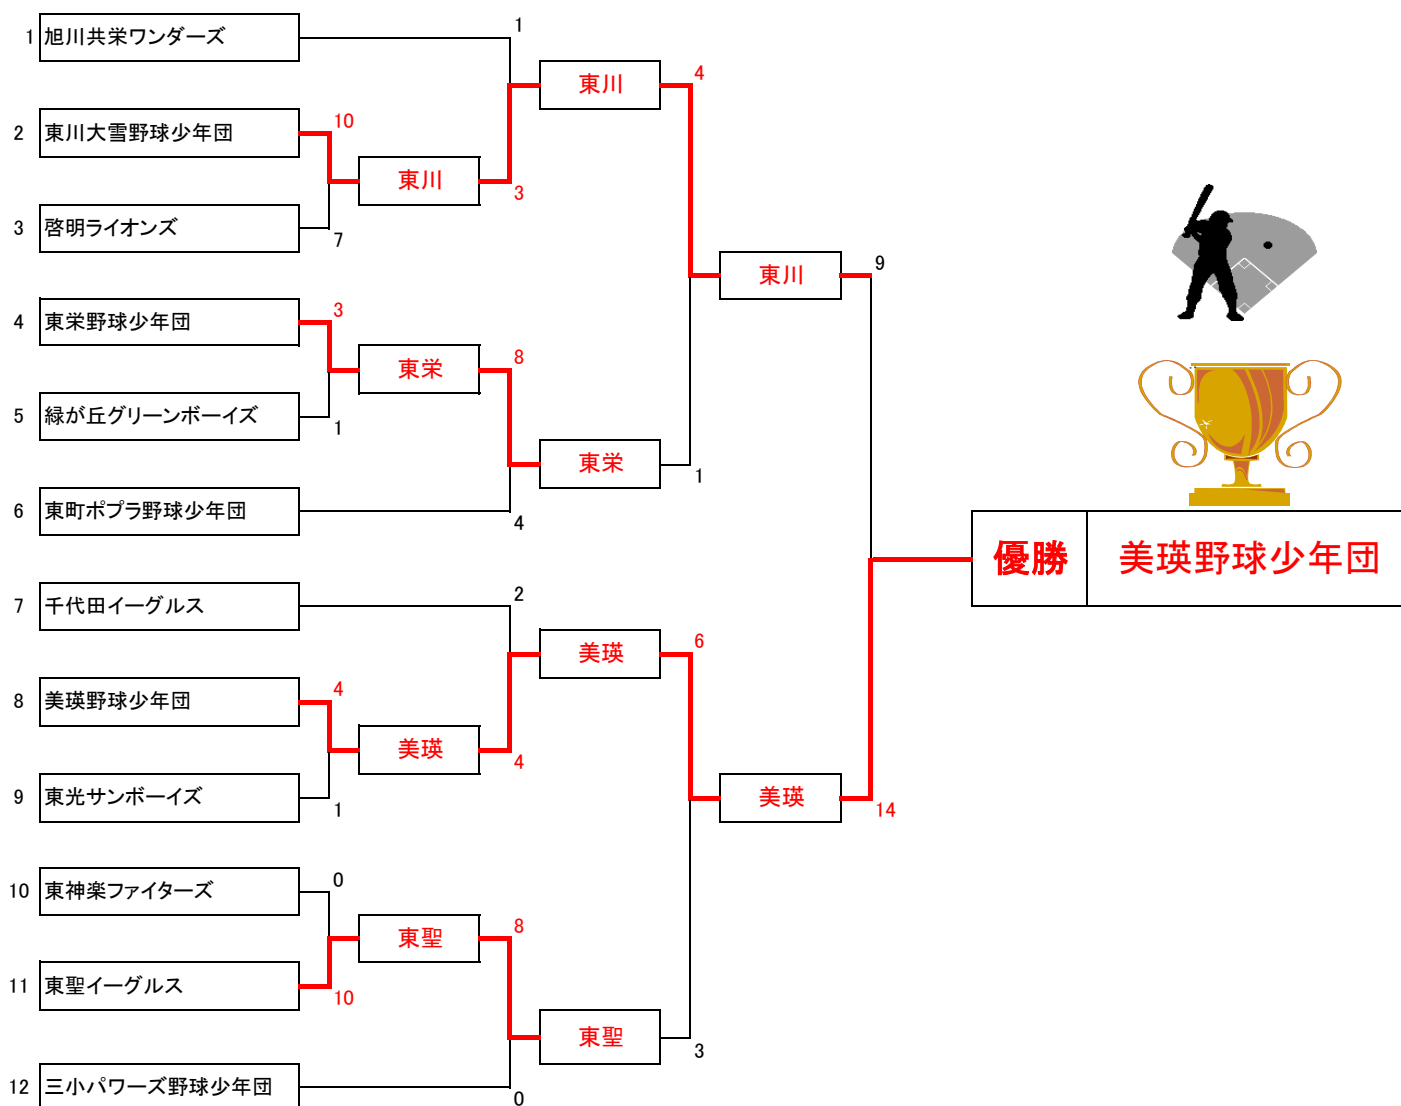 1 旭川共栄ワンダーズ
1
東川
4
2 東川大雪野球少年団
10
東川
3
3 啓明ライオンズ
7
東川
9
4 東栄野球少年団
3
東栄
8
5 緑が丘グリーンボーイズ
1
東栄
1
6 東町ポプラ野球少年団
4
優勝 美瑛野球少年団
7 千代田イーグルス
2
美瑛
6
8 美瑛野球少年団
4
美瑛
4
9 東光サンボーイズ
1
美瑛
14
10 東神楽ファイターズ
0
東聖
8
11 東聖イーグルス
10
東聖
3
12 三小パワーズ野球少年団
0